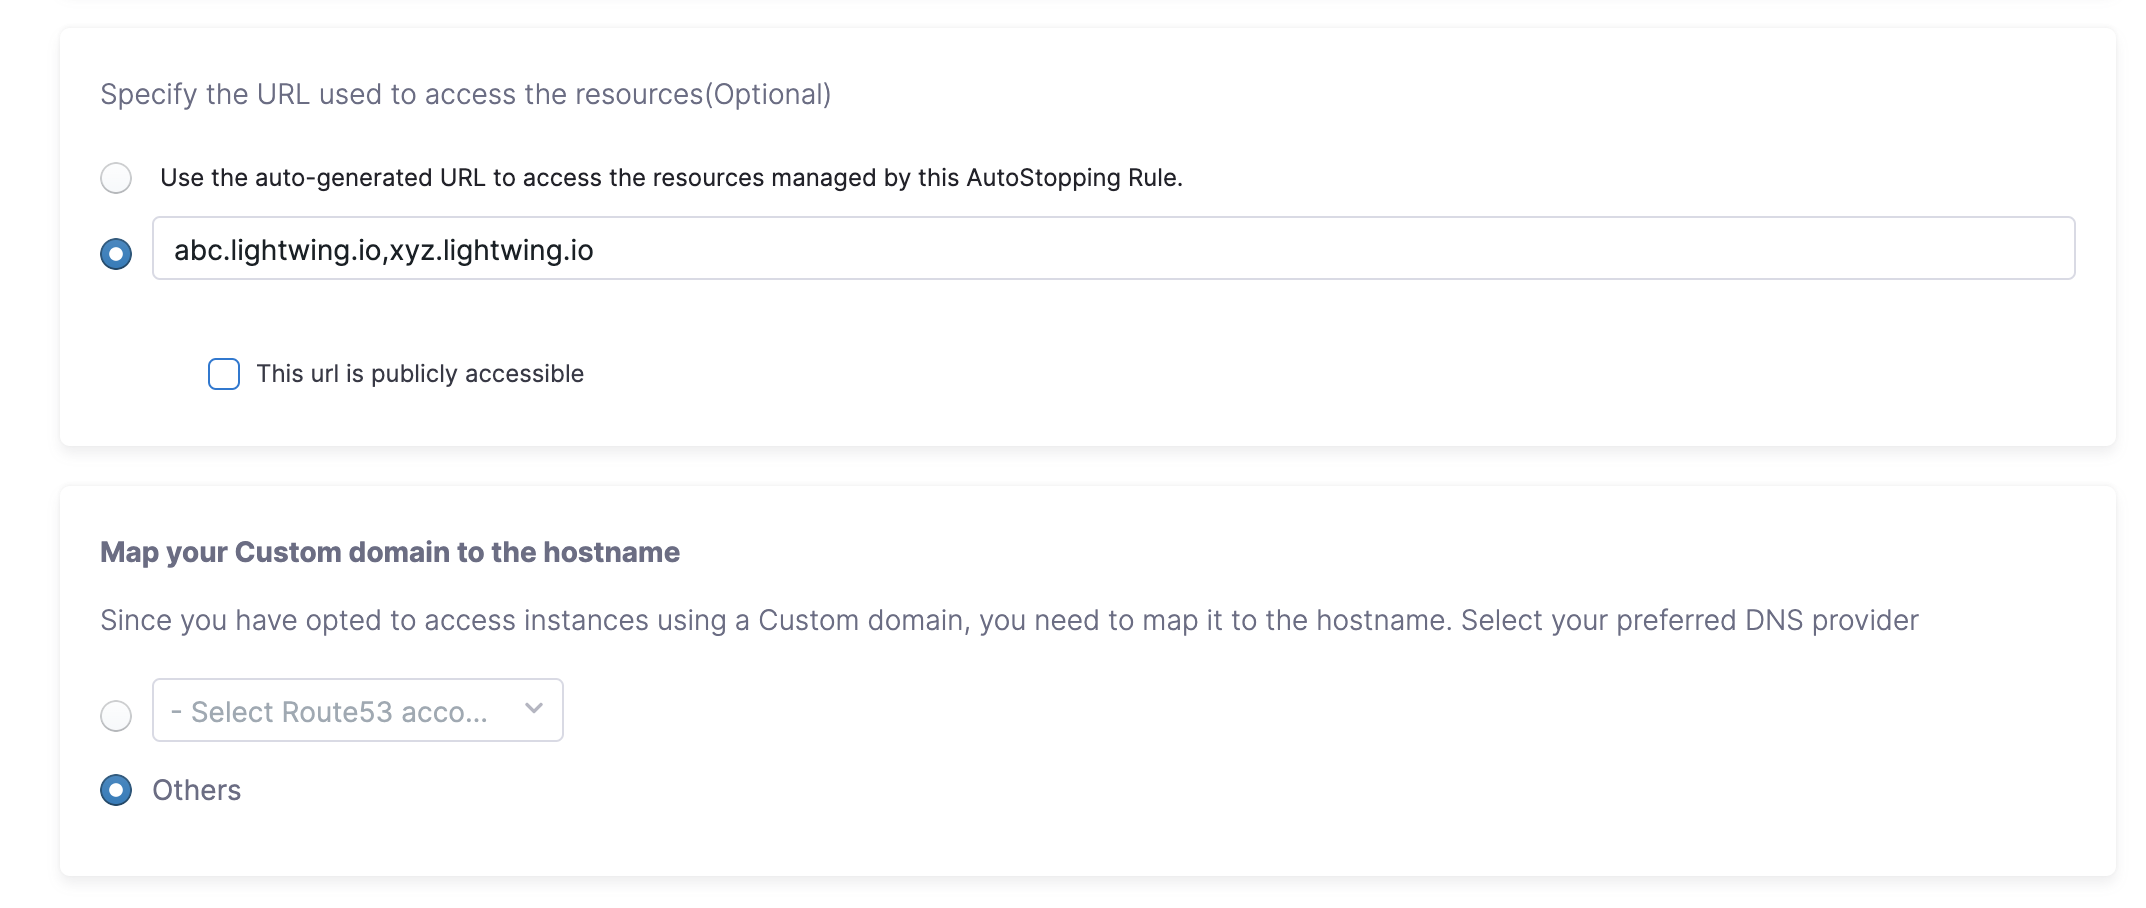 Specify the URL used to access the resources(Optional)
Use the auto-generated URL to access the resources managed by this AutoStopping Rule.
abc.lightwing.io,xyz.lightwing.io
This url is publicly accessible
Map your Custom domain to the hostname
Since you have opted to access instances using a Custom domain, you need to map it to the hostname. Select your preferred DNS provider
- Select Route53 acco...
Others